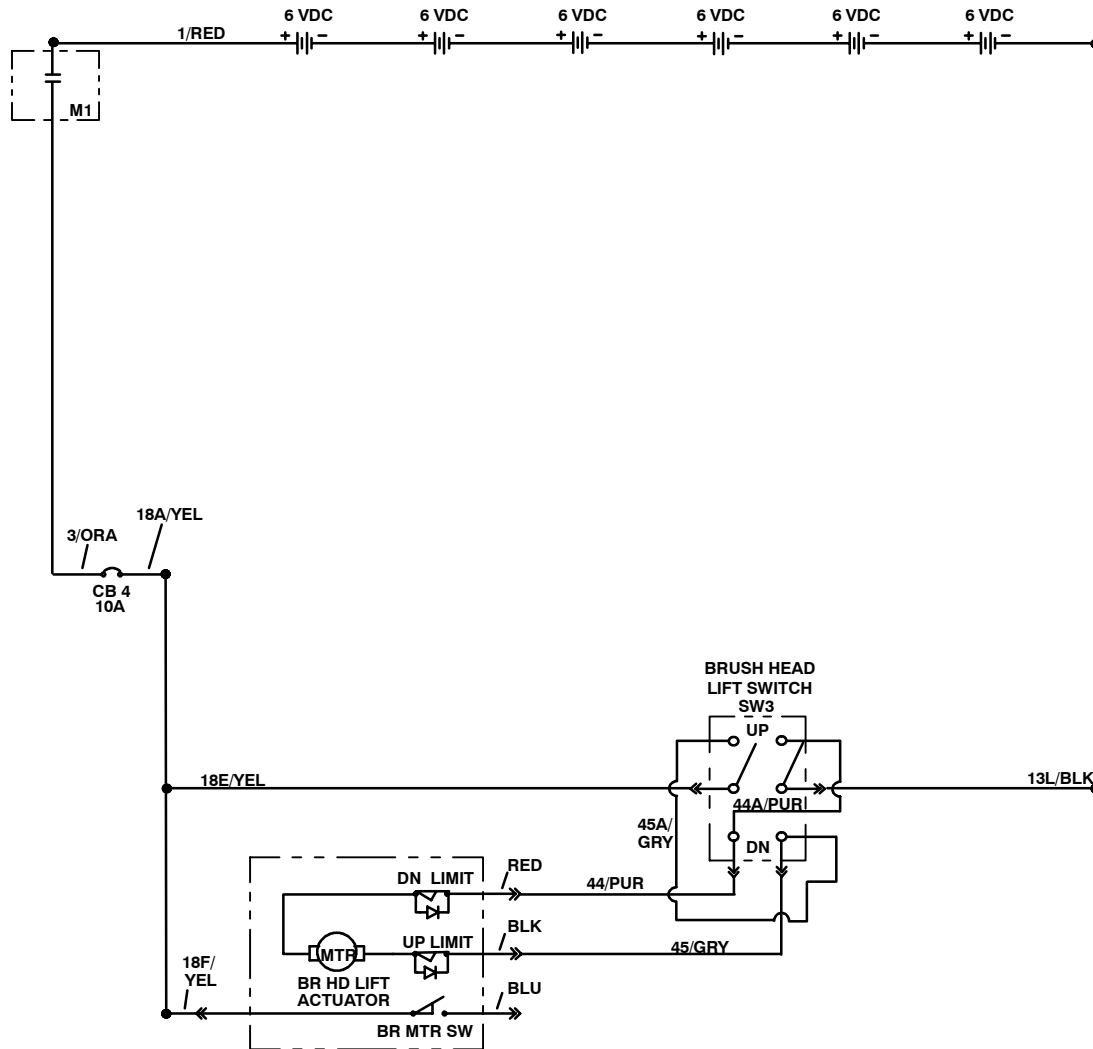 6 VDC 6 VDC 6 VDC 6 VDC 6 VDC 6 VDC
1/RED + − + − + − + − + − + −
M1
18A/YEL
3/ORA
CB 4
10A
BRUSH HEAD
LIFT SWITCH
SW3
UP
18E/YEL
13L/BLK
44A/PUR
45A/
GRY
DN
RED
DN LIMIT
44/PUR
BLK
UP LIMIT
45/GRY
MTR
18F/
YEL
BR HD LIFT
ACTUATOR
BLU
BR MTR SW